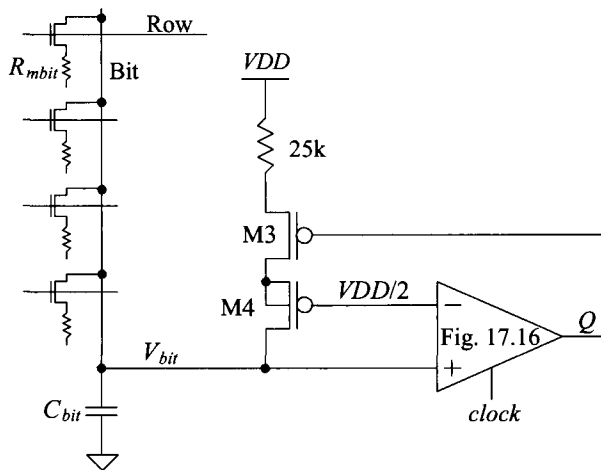 Row
R_mbit
Bit
VDD
25k
M3
M4
VDD/2
−
Fig. 17.16
Q
V_bit
+
C_bit
clock